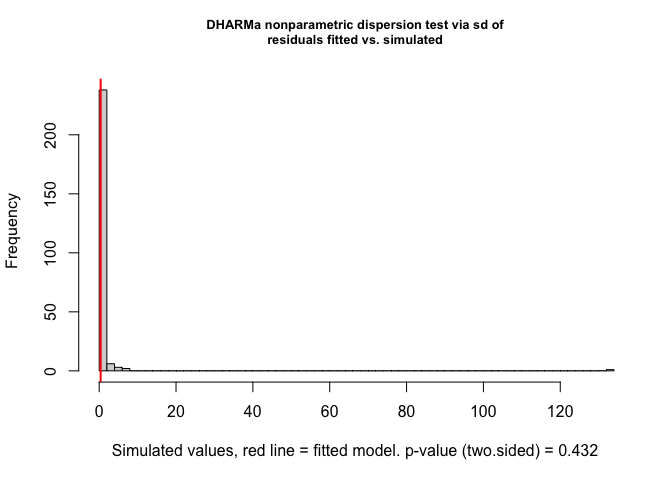 DHARMa nonparametric dispersion test via sd of
residuals fitted vs. simulated
Frequency
200
150
100
50
0
0 20 40 60 80 100 120
Simulated values, red line = fitted model. p-value (two.sided) = 0.432